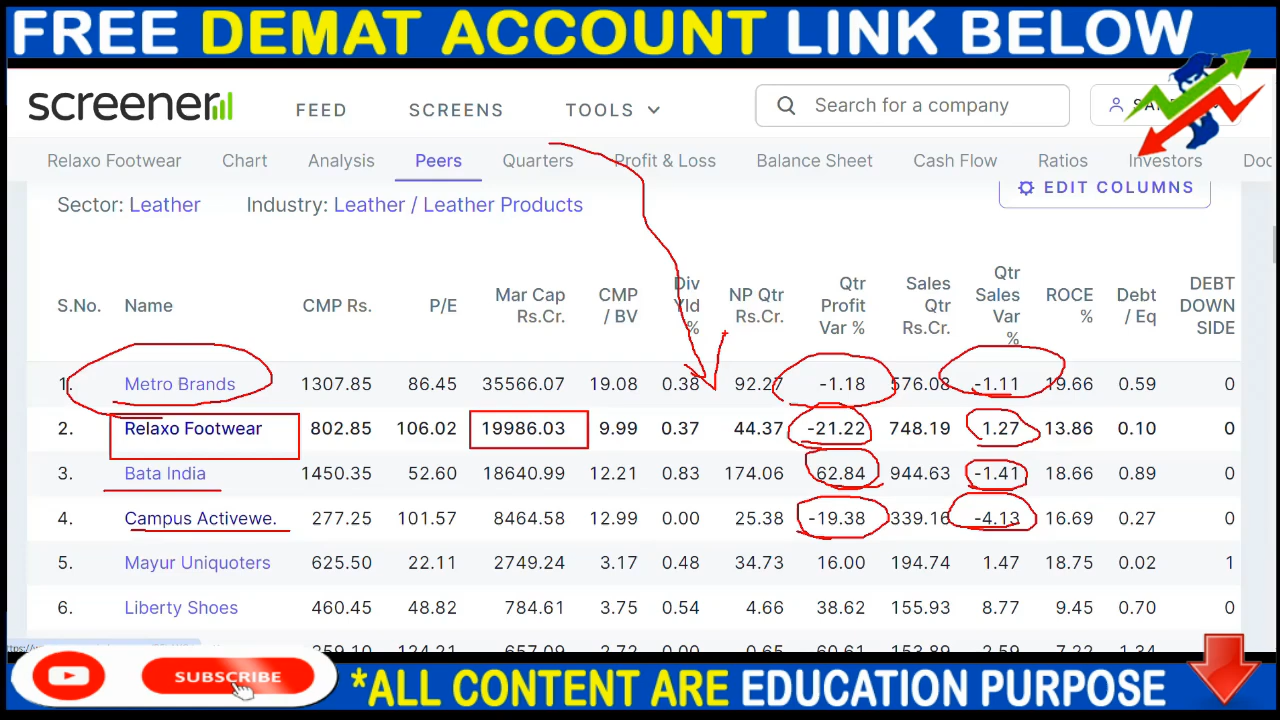 FREE DEMAT ACCOUNT LINK BELOW
screener FEED SCREENS TOOLS Search for a company
Relaxo Footwear Chart Analysis Peers Quarters Profit & Loss Balance Sheet Cash Flow Ratios Investors Doc
EDIT COLUMNS
Sector: Leather Industry: Leather / Leather Products
S.No. Name CMP Rs. P/E Mar Cap Rs.Cr. CMP / BV Div Yld % NP Qtr Rs.Cr. Qtr Profit Var % Sales Qtr Rs.Cr. Qtr Sales Var % ROCE % Debt / Eq DEBT DOWN SIDE
1. Metro Brands 1307.85 86.45 35566.07 19.08 0.38 92.27 -1.18 576.08 -1.11 19.66 0.59 0
2. Relaxo Footwear 802.85 106.02 19986.03 9.99 0.37 44.37 -21.22 748.19 1.27 13.86 0.10 0
3. Bata India 1450.35 52.60 18640.99 12.21 0.83 174.06 62.84 944.63 -1.41 18.66 0.89 0
4. Campus Activewe. 277.25 101.57 8464.58 12.99 0.00 25.38 -19.38 339.16 -4.13 16.69 0.27 0
5. Mayur Uniquoters 625.50 22.11 2749.24 3.17 0.48 34.73 16.00 194.74 1.47 18.75 0.02 1
6. Liberty Shoes 460.45 48.82 784.61 3.75 0.54 4.66 38.62 155.93 8.77 9.45 0.70 0
SUBSCRIBE
*ALL CONTENT ARE EDUCATION PURPOSE